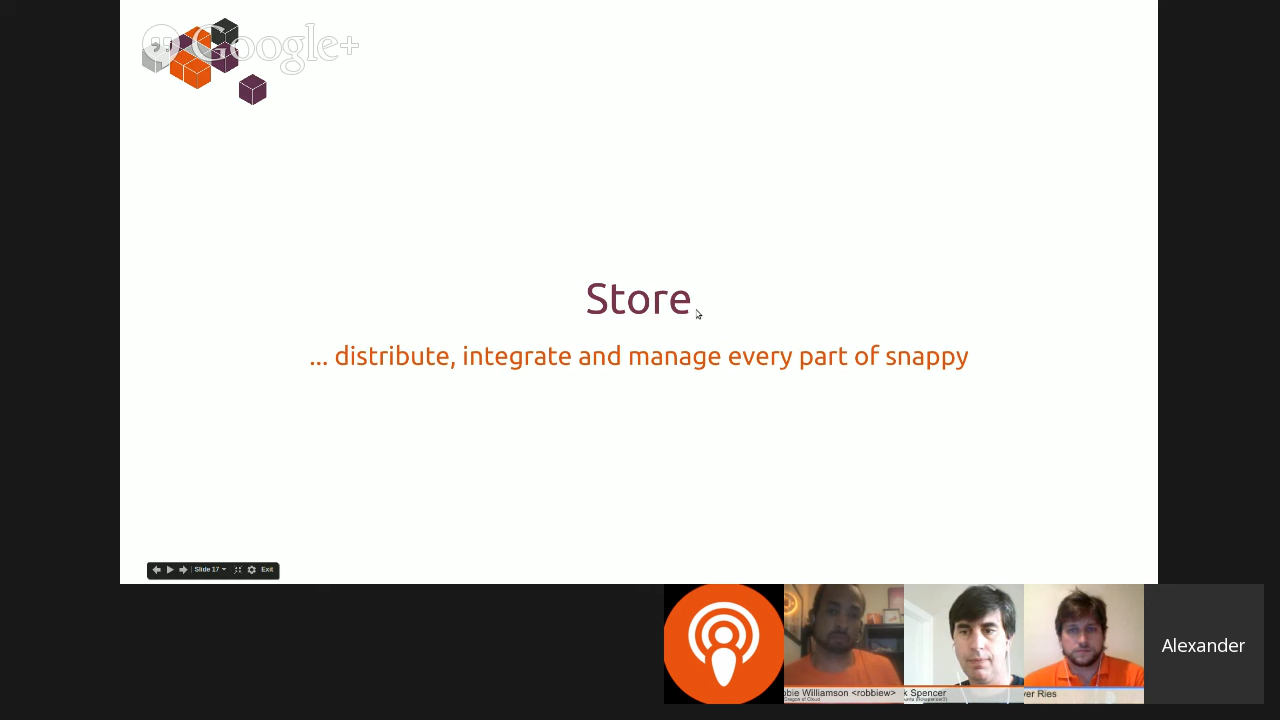 Google+
Store
... distribute, integrate and manage every part of snappy
Slide 17
Exit
bbie Williamson <robbiew>
k Spencer
ver Ries
Alexander